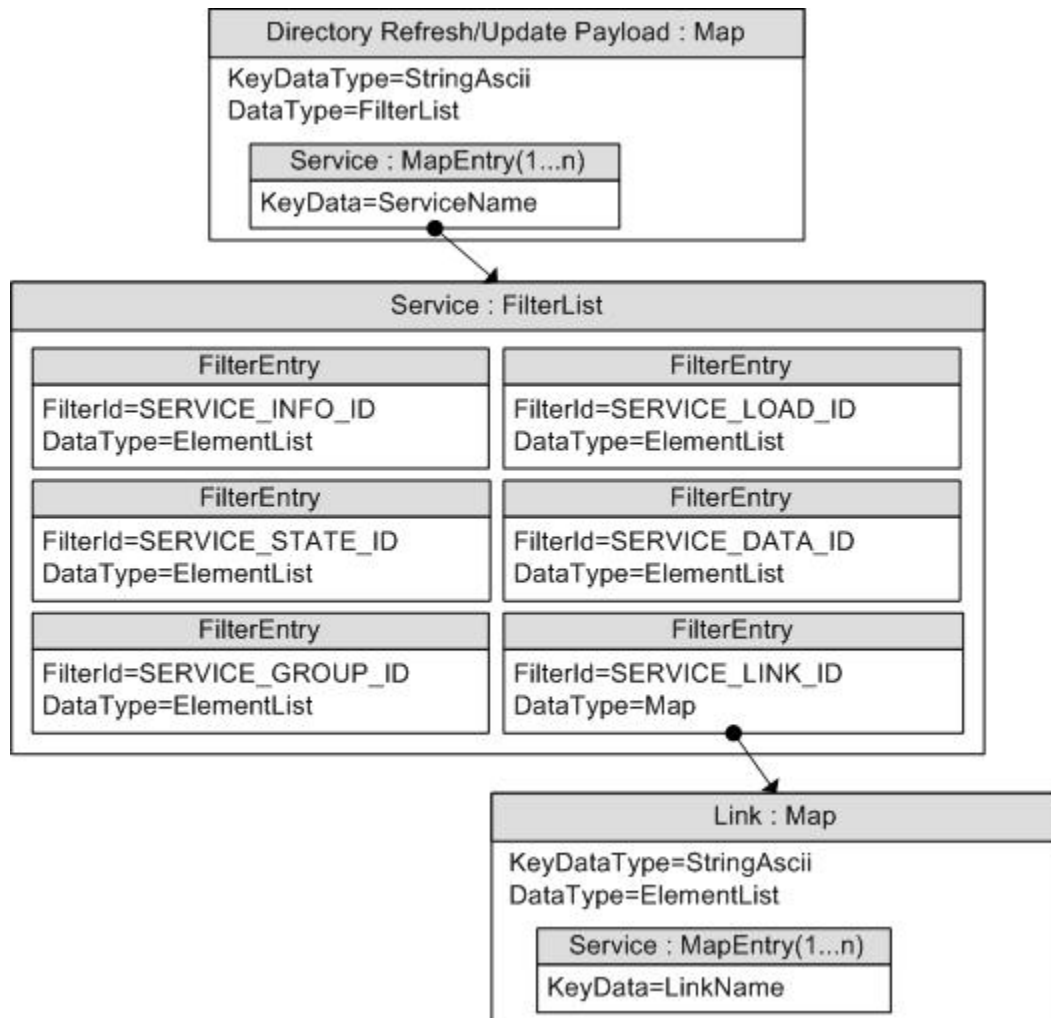 Directory Refresh/Update Payload : Map
KeyDataType=StringAscii
DataType=FilterList
Service : MapEntry(1...n)
KeyData=ServiceName
Service : FilterList
FilterEntry
FilterId=SERVICE_INFO_ID
DataType=ElementList
FilterEntry
FilterId=SERVICE_LOAD_ID
DataType=ElementList
FilterEntry
FilterId=SERVICE_STATE_ID
DataType=ElementList
FilterEntry
FilterId=SERVICE_DATA_ID
DataType=ElementList
FilterEntry
FilterId=SERVICE_GROUP_ID
DataType=ElementList
FilterEntry
FilterId=SERVICE_LINK_ID
DataType=Map
Link : Map
KeyDataType=StringAscii
DataType=ElementList
Service : MapEntry(1...n)
KeyData=LinkName